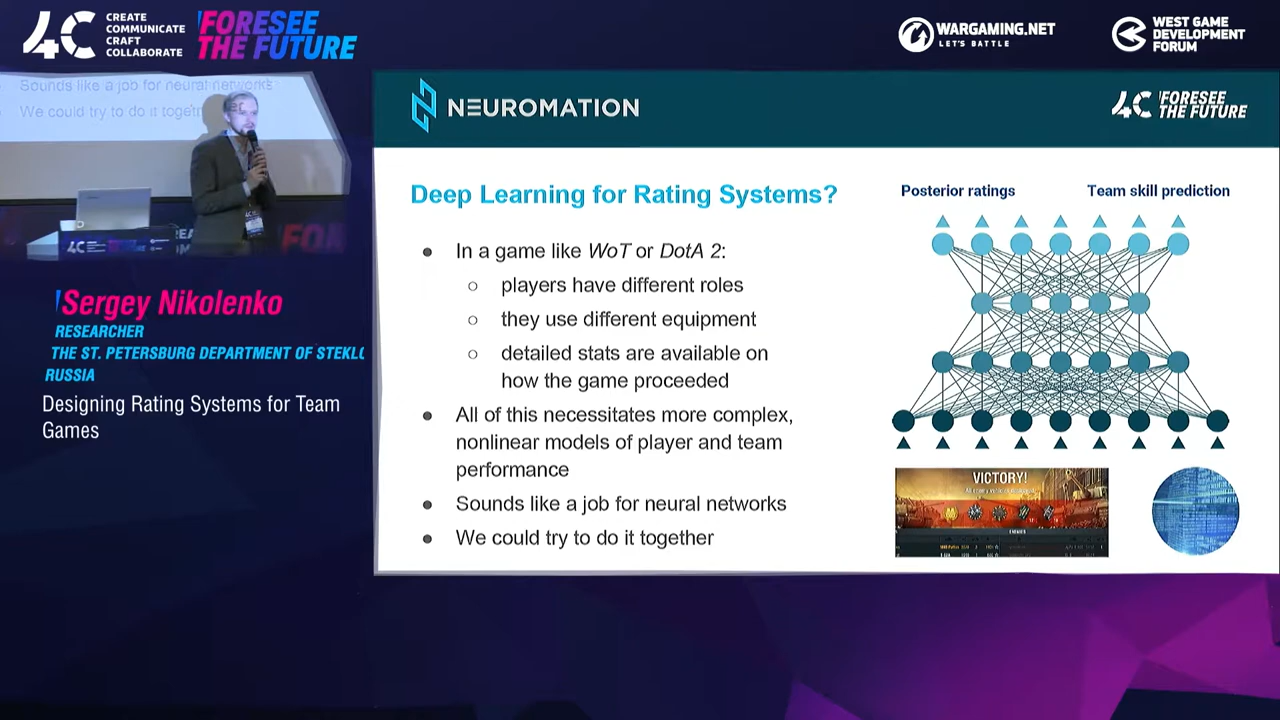 4C CREATE
COMMUNICATE
CRAFT
COLLABORATE
FORESEE
THE FUTURE
WARGAMING.NET
LET'S BATTLE
WEST GAME
DEVELOPMENT
FORUM
Sounds like a job for neural networks
We could try to do it togeth
4C
NEUROMATION
4C FORESEE
THE FUTURE
Deep Learning for Rating Systems?
Posterior ratings
Team skill prediction
● In a game like WoT or DotA 2:
○ players have different roles
○ they use different equipment
○ detailed stats are available on
how the game proceeded
● All of this necessitates more complex,
nonlinear models of player and team
performance
● Sounds like a job for neural networks
● We could try to do it together
VICTORY!
Sergey Nikolenko
RESEARCHER
THE ST. PETERSBURG DEPARTMENT OF STEKLO
RUSSIA
Designing Rating Systems for Team
Games